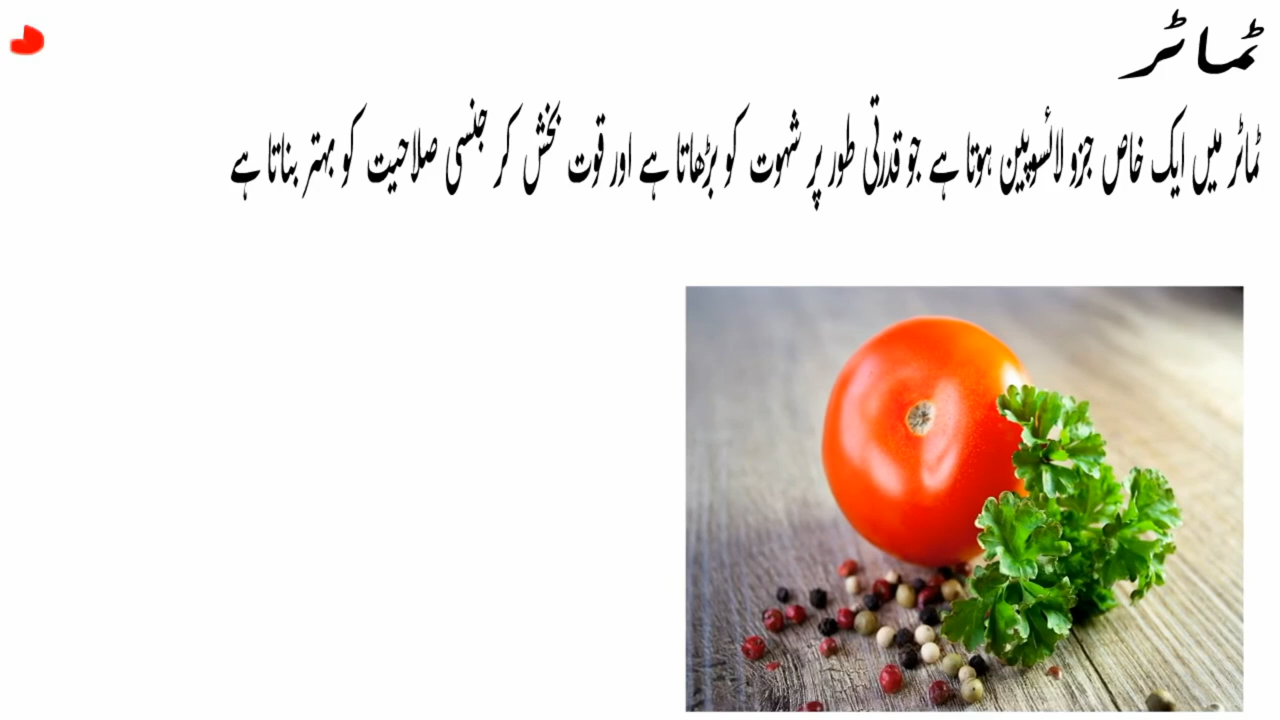 ٹماٹر
ٹماٹر میں ایک خاص جزو لائسوپین ہوتا ہے جو قدرتی طور پر شہوت کو بڑھاتا ہے اور قوت بخش کر جنسی صلاحیت کو بہتر بناتا ہے